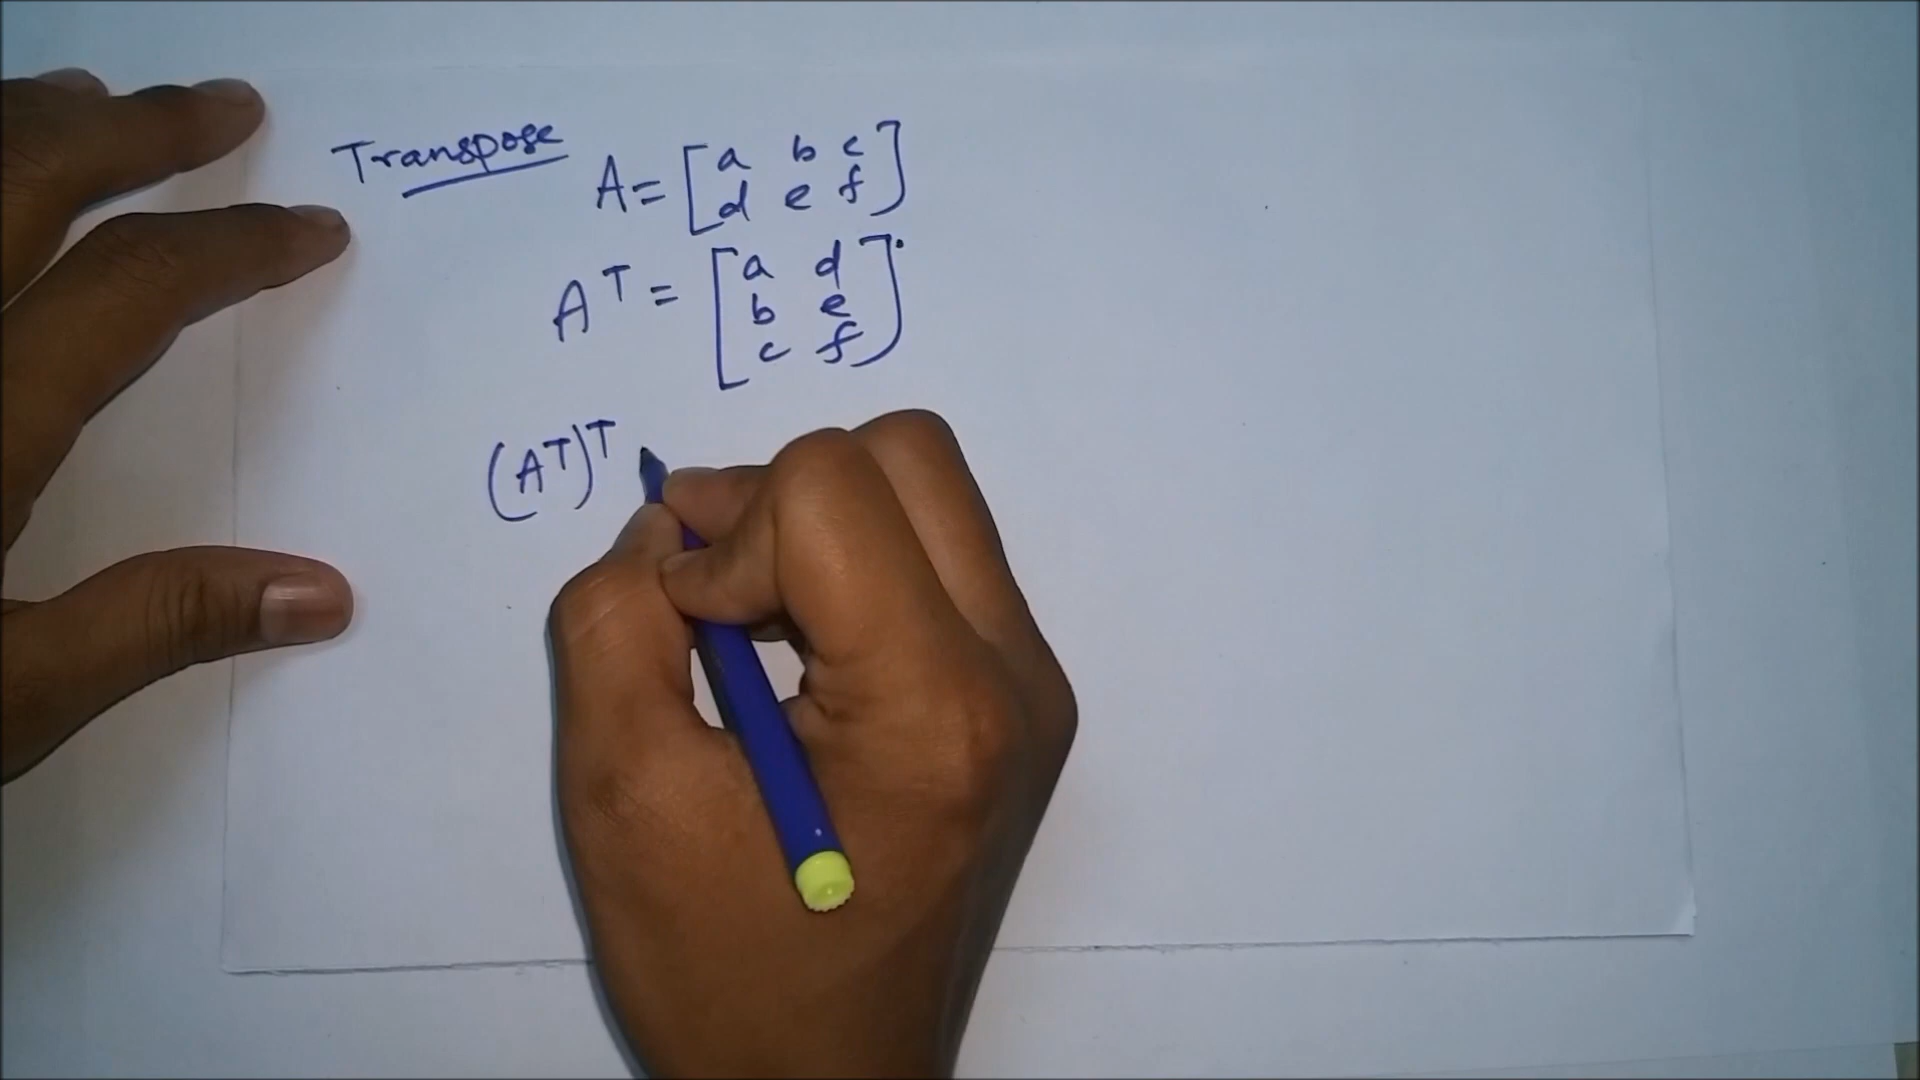 Transpose A = [a b c
d e f]
A^T = [a d
b e
c f]
(A^T)^T